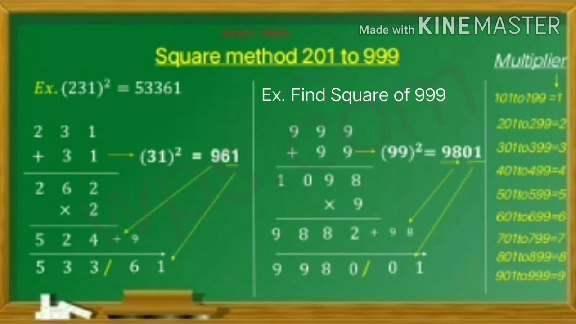 Made with KINEMASTER
Square method 201 to 999
Ex. (231)² = 53361
2 3 1
+ 3 1 → (31)² = 961
2 6 2
× 2
5 2 4 + 9
5 3 3 / 6 1
Ex. Find Square of 999
9 9 9
+ 9 9 → (99)² = 9801
1 0 9 8
× 9
9 8 8 2 + 9 8
9 9 8 0 / 0 1
Multiplier
101to199=1
201to299=2
301to399=3
401to499=4
501to599=5
601to699=6
701to799=7
801to899=8
901to999=9